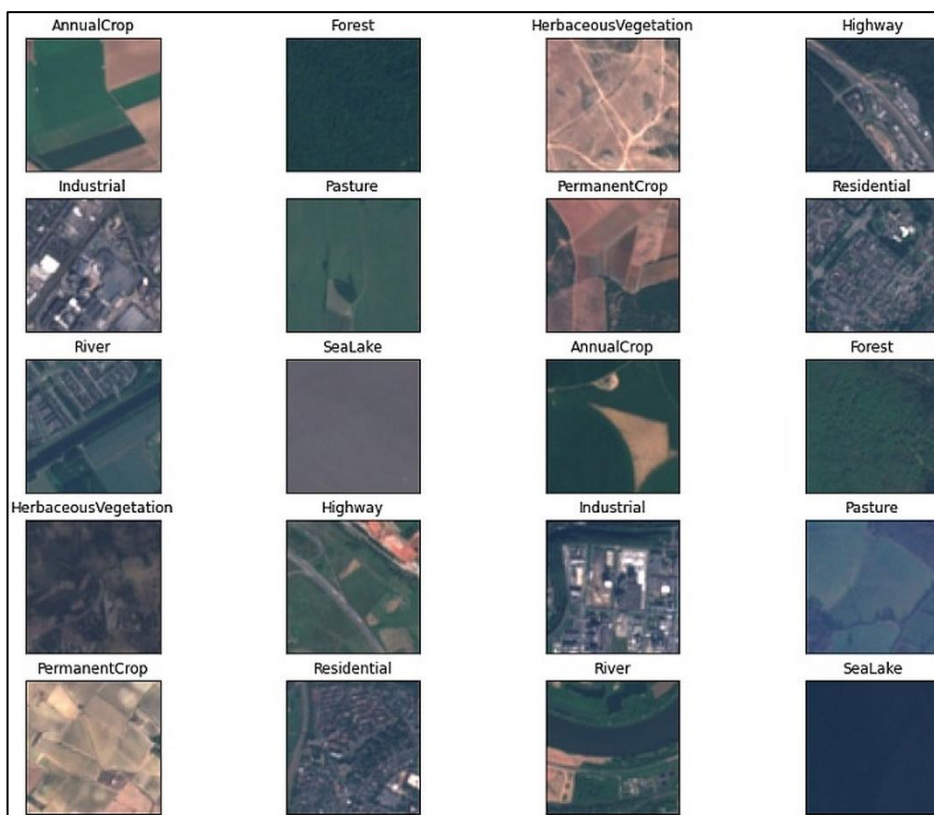 AnnualCrop
Forest
HerbaceousVegetation
Highway
Industrial
Pasture
PermanentCrop
Residential
River
SeaLake
AnnualCrop
Forest
HerbaceousVegetation
Highway
Industrial
Pasture
PermanentCrop
Residential
River
SeaLake